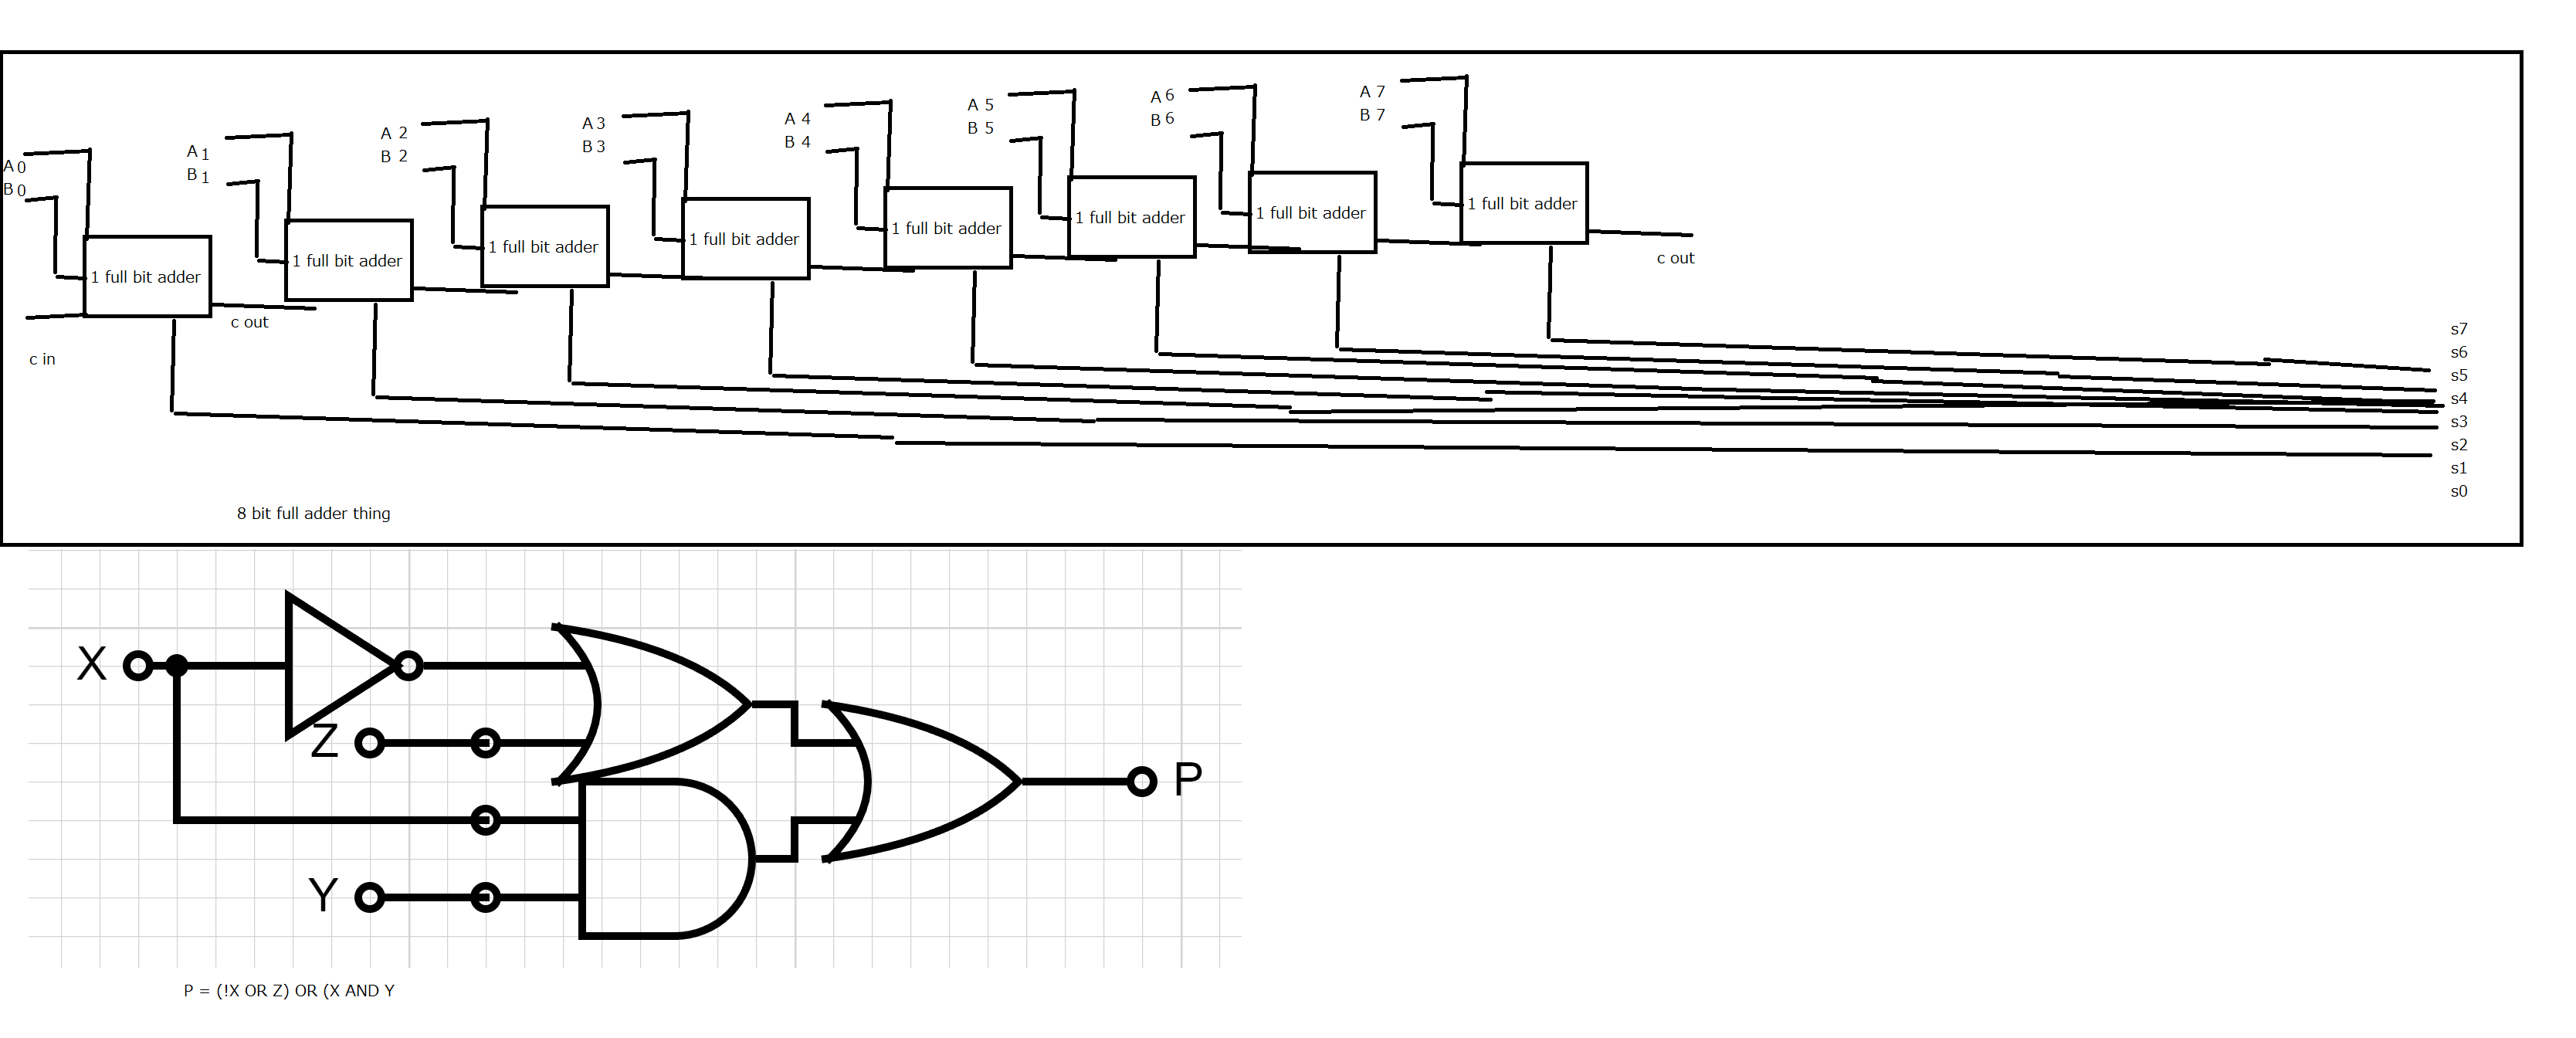 A 0
B 0
A 1
B 1
A 2
B 2
A 3
B 3
A 4
B 4
A 5
B 5
A 6
B 6
A 7
B 7
1 full bit adder
1 full bit adder
1 full bit adder
1 full bit adder
1 full bit adder
1 full bit adder
1 full bit adder
1 full bit adder
c in
c out
c out
s7
s6
s5
s4
s3
s2
s1
s0
8 bit full adder thing
X
Z
Y
P
P = (!X OR Z) OR (X AND Y